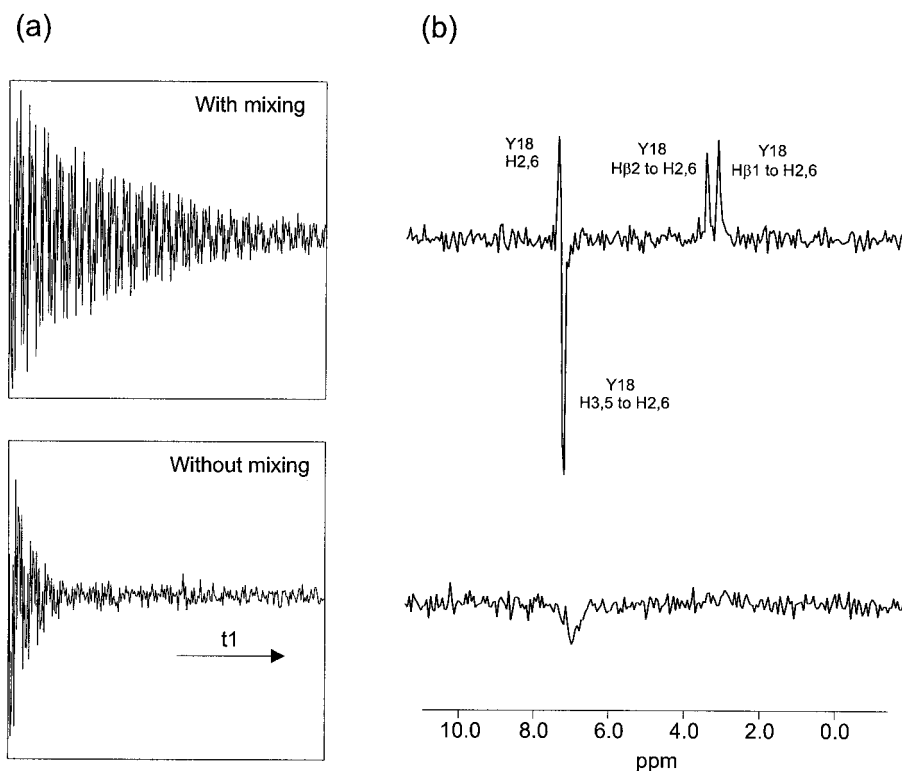 (a)
(b)
With mixing
Y18
H2,6
Y18
Hβ2 to H2,6
Y18
Hβ1 to H2,6
Y18
H3,5 to H2,6
Without mixing
t1
10.0 8.0 6.0 4.0 2.0 0.0
ppm